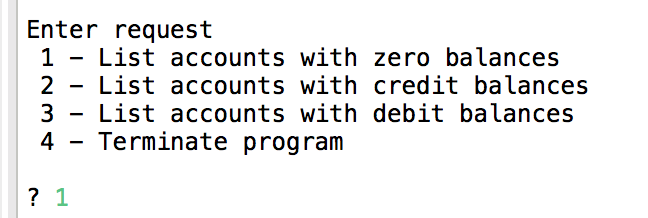 Enter request
 1 – List accounts with zero balances
 2 – List accounts with credit balances
 3 – List accounts with debit balances
 4 – Terminate program
? 1